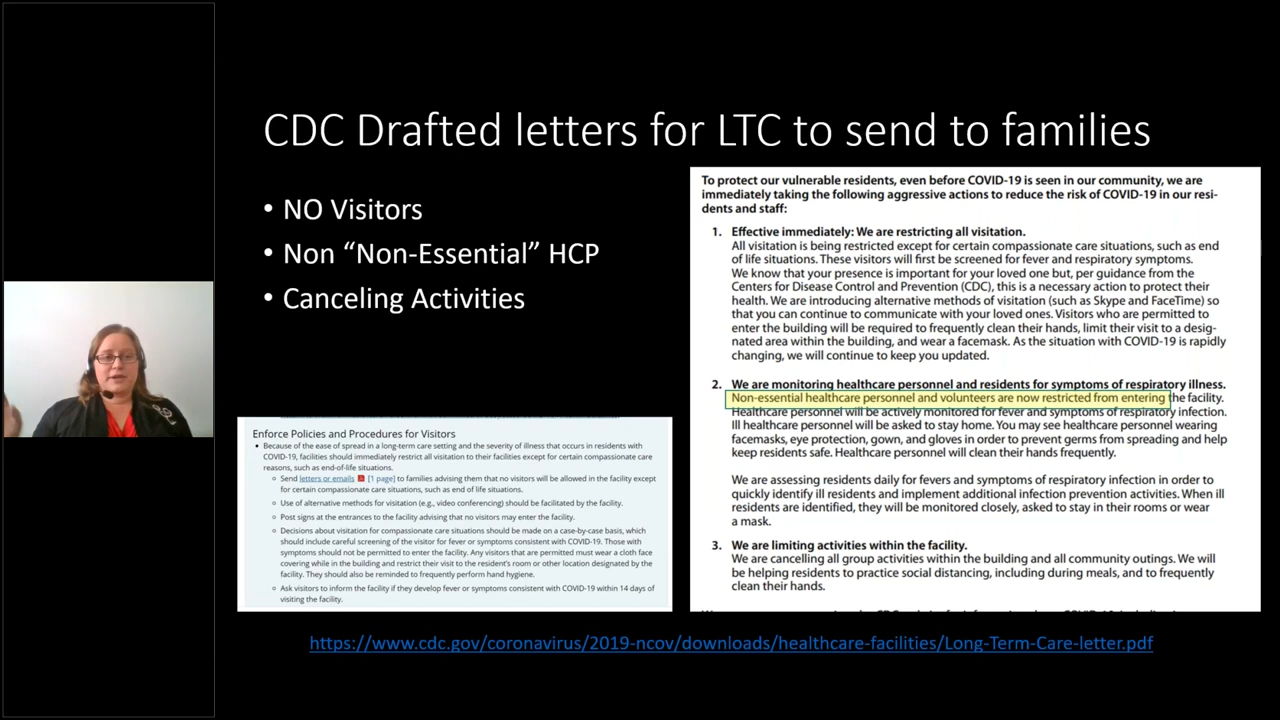 CDC Drafted letters for LTC to send to families
• NO Visitors
• Non “Non-Essential” HCP
• Canceling Activities
Enforce Policies and Procedures for Visitors
• Because of the ease of spread in a long-term care setting and the severity of illness that occurs in residents with
COVID-19, facilities should immediately restrict all visitation to their facilities except for certain compassionate care
reasons, such as end-of-life situations.
○ Send letters or emails [1 page] to families advising them that no visitors will be allowed in the facility except
for certain compassionate care situations, such as end of life situations.
○ Use of alternative methods for visitation (e.g., video conferencing) should be facilitated by the facility.
○ Post signs at the entrances to the facility advising that no visitors may enter the facility.
○ Decisions about visitation for compassionate care situations should be made on a case-by-case basis, which
should include careful screening of the visitor for fever or symptoms consistent with COVID-19. Those with
symptoms should not be permitted to enter the facility. Any visitors that are permitted must wear a cloth face
covering while in the building and restrict their visit to the resident's room or other location designated by the
facility. They should also be reminded to frequently perform hand hygiene.
○ Ask visitors to inform the facility if they develop fever or symptoms consistent with COVID-19 within 14 days of
visiting the facility.
To protect our vulnerable residents, even before COVID-19 is seen in our community, we are
immediately taking the following aggressive actions to reduce the risk of COVID-19 in our resi-
dents and staff:
1. Effective immediately: We are restricting all visitation.
All visitation is being restricted except for certain compassionate care situations, such as end
of life situations. These visitors will first be screened for fever and respiratory symptoms.
We know that your presence is important for your loved one but, per guidance from the
Centers for Disease Control and Prevention (CDC), this is a necessary action to protect their
health. We are introducing alternative methods of visitation (such as Skype and FaceTime) so
that you can continue to communicate with your loved ones. Visitors who are permitted to
enter the building will be required to frequently clean their hands, limit their visit to a desig-
nated area within the building, and wear a facemask. As the situation with COVID-19 is rapidly
changing, we will continue to keep you updated.
2. We are monitoring healthcare personnel and residents for symptoms of respiratory illness.
Non-essential healthcare personnel and volunteers are now restricted from entering the facility.
Healthcare personnel will be actively monitored for fever and symptoms of respiratory infection.
Ill healthcare personnel will be asked to stay home. You may see healthcare personnel wearing
facemasks, eye protection, gown, and gloves in order to prevent germs from spreading and help
keep residents safe. Healthcare personnel will clean their hands frequently.
We are assessing residents daily for fevers and symptoms of respiratory infection in order to
quickly identify ill residents and implement additional infection prevention activities. When ill
residents are identified, they will be monitored closely, asked to stay in their rooms or wear
a mask.
3. We are limiting activities within the facility.
We are cancelling all group activities within the building and all community outings. We will
be helping residents to practice social distancing, including during meals, and to frequently
clean their hands.
https://www.cdc.gov/coronavirus/2019-ncov/downloads/healthcare-facilities/Long-Term-Care-letter.pdf